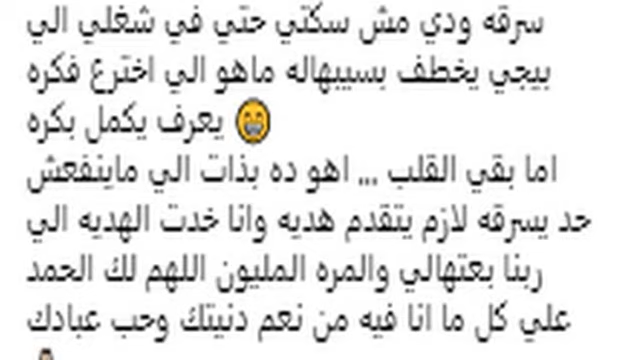 سرقه ودي مش سكتي حتي في شغلي الي
بيجي يخطف بسيبهاله ماهو الي اخترع فكره
يعرف يكمل بكره 😁
اما بقي القلب ... اهو ده بذات الي ماينفعش
حد يسرقه لازم يتقدم هديه وانا خدت الهديه الي
ربنا بعتهالي والمره المليون اللهم لك الحمد
علي كل ما انا فيه من نعم دنيتك وحب عبادك